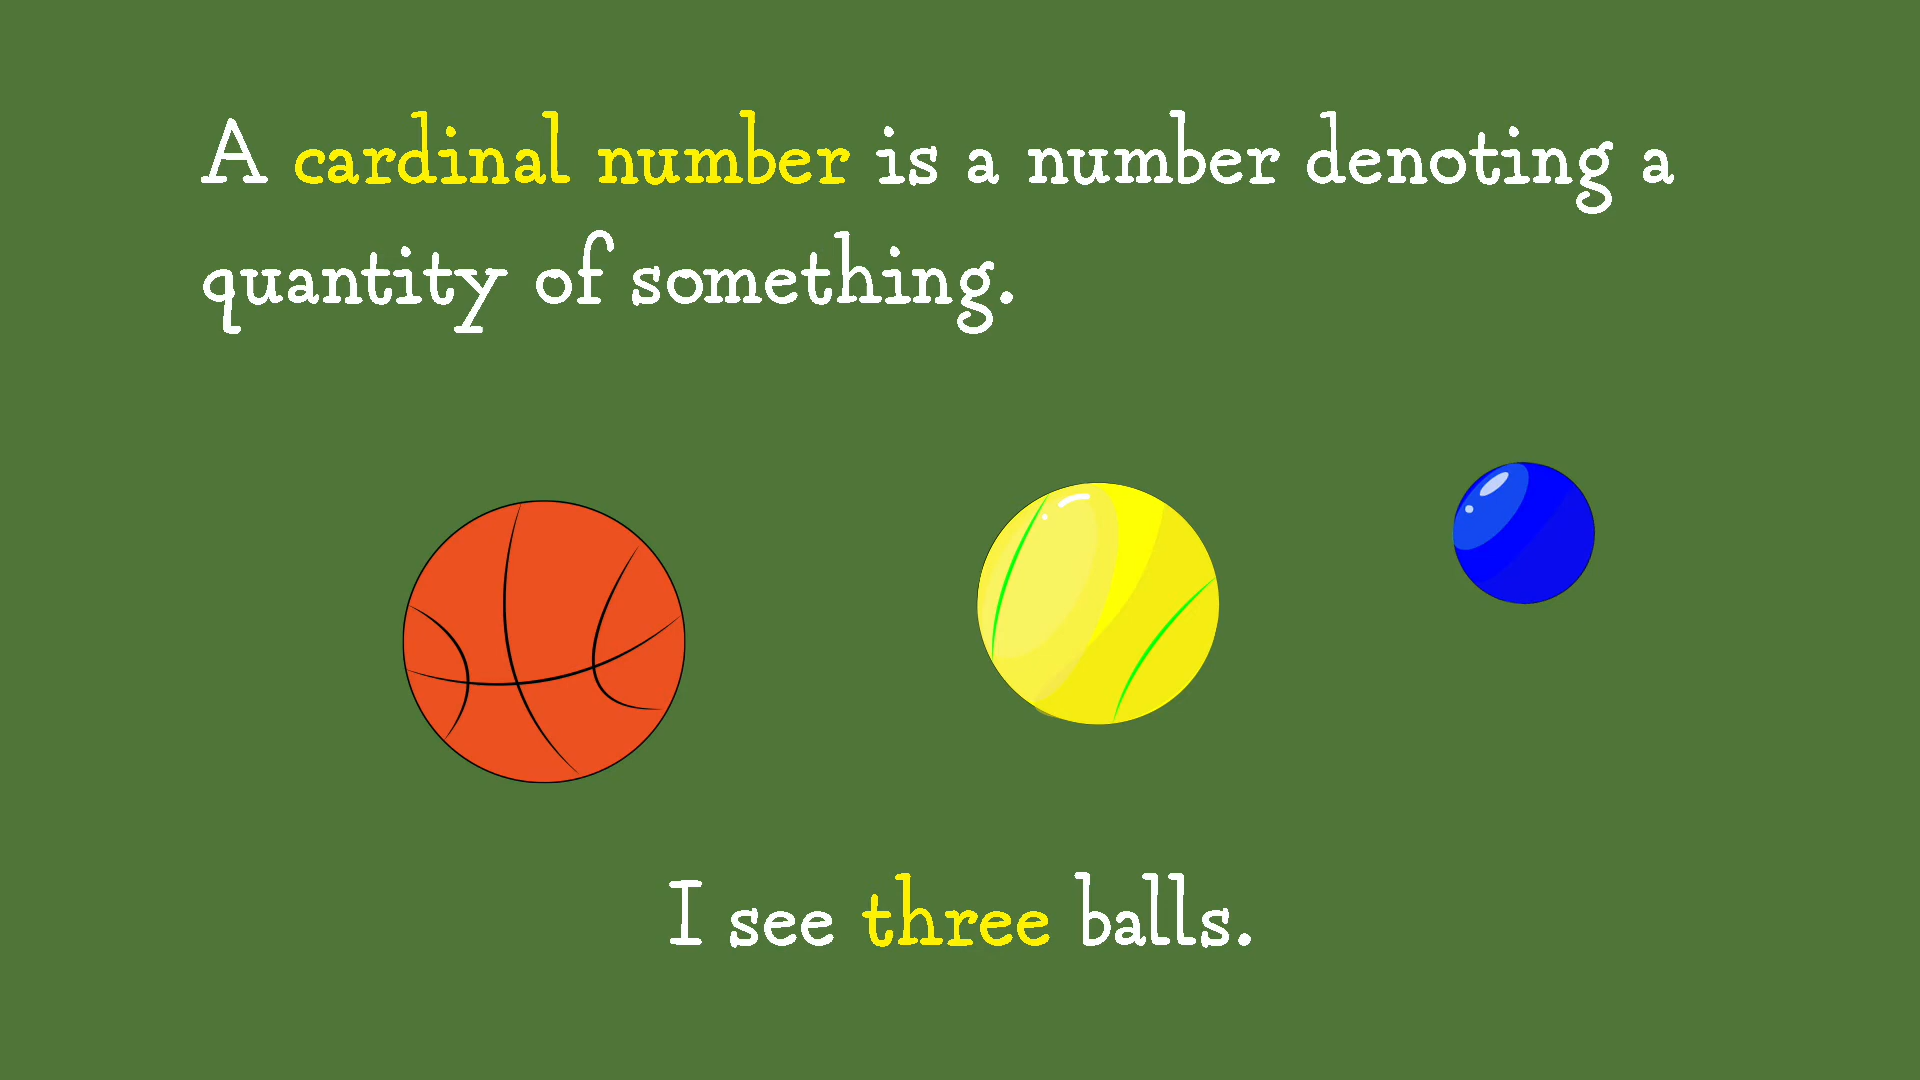 A cardinal number is a number denoting a
quantity of something.
I see three balls.